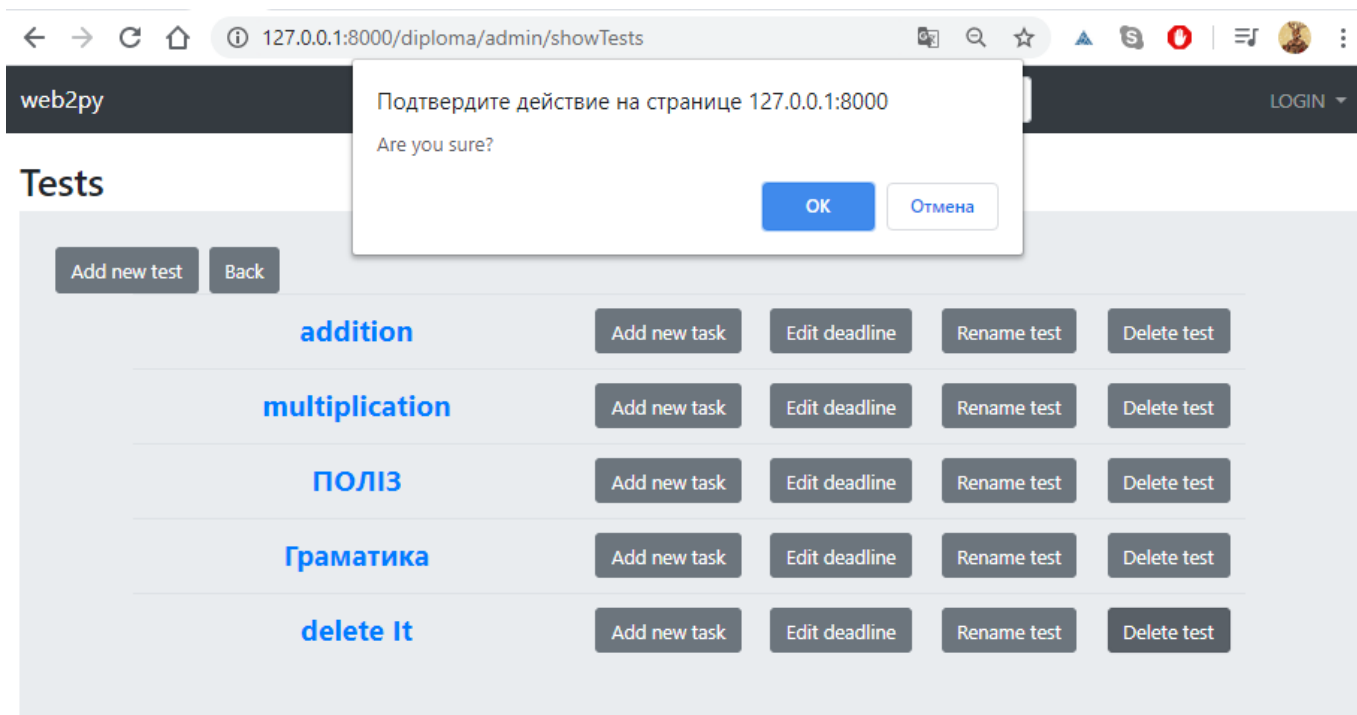 127.0.0.1:8000/diploma/admin/showTests
web2py
LOGIN
Подтвердите действие на странице 127.0.0.1:8000
Are you sure?
ОК
Отмена
Tests
Add new test Back
addition Add new task Edit deadline Rename test Delete test
multiplication Add new task Edit deadline Rename test Delete test
ПОЛІЗ Add new task Edit deadline Rename test Delete test
Граматика Add new task Edit deadline Rename test Delete test
delete It Add new task Edit deadline Rename test Delete test